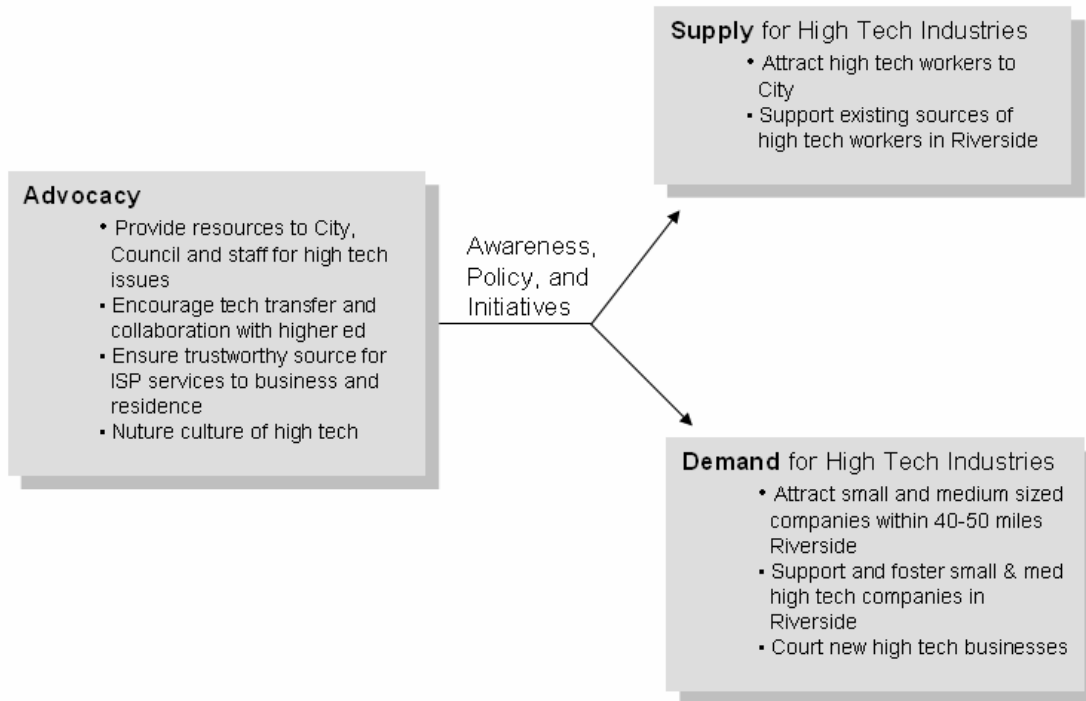 Advocacy
• Provide resources to City,
Council and staff for high tech
issues
▪ Encourage tech transfer and
collaboration with higher ed
▪ Ensure trustworthy source for
ISP services to business and
residence
▪ Nuture culture of high tech
Awareness,
Policy, and
Initiatives
Supply for High Tech Industries
• Attract high tech workers to
City
▪ Support existing sources of
high tech workers in Riverside
Demand for High Tech Industries
• Attract small and medium sized
companies within 40-50 miles
Riverside
▪ Support and foster small & med
high tech companies in
Riverside
▪ Court new high tech businesses